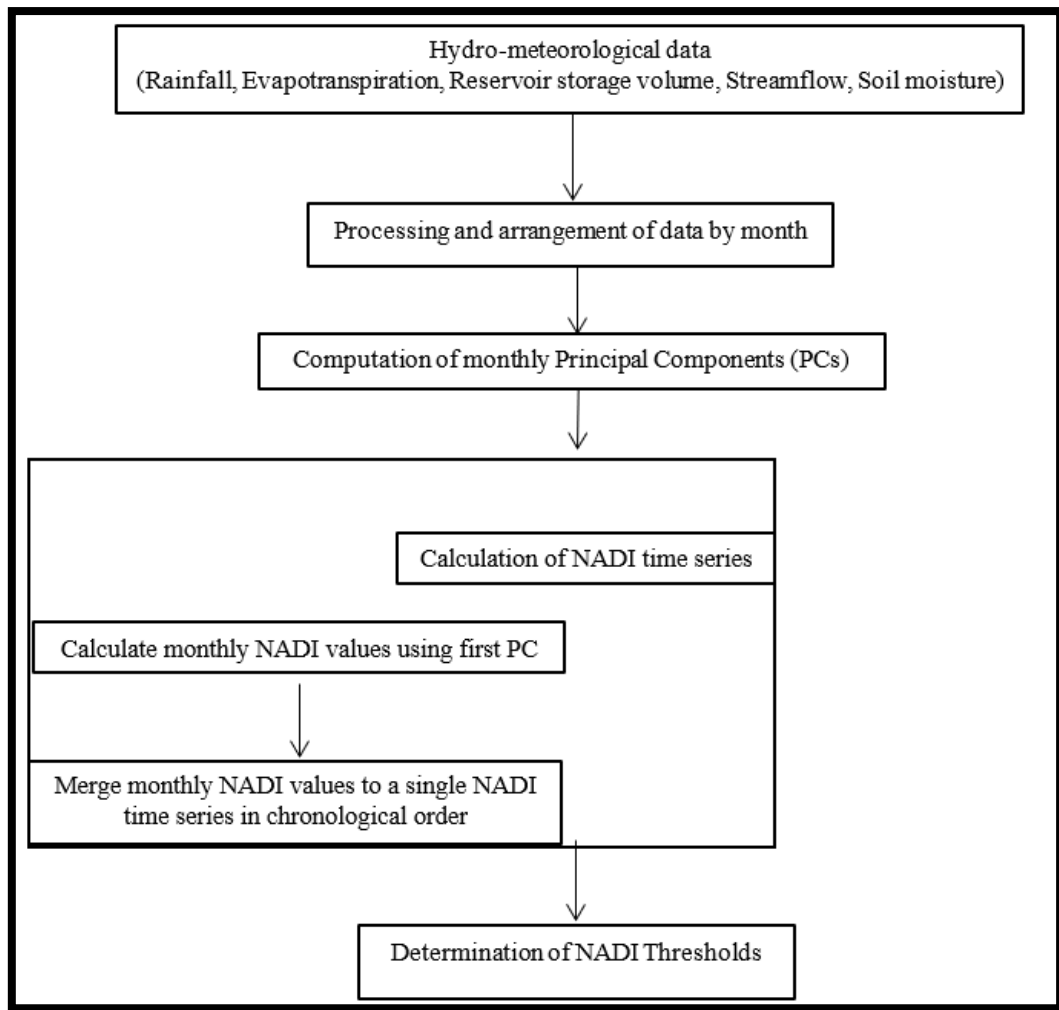 Hydro-meteorological data
(Rainfall, Evapotranspiration, Reservoir storage volume, Streamflow, Soil moisture)
Processing and arrangement of data by month
Computation of monthly Principal Components (PCs)
Calculation of NADI time series
Calculate monthly NADI values using first PC
Merge monthly NADI values to a single NADI
time series in chronological order
Determination of NADI Thresholds